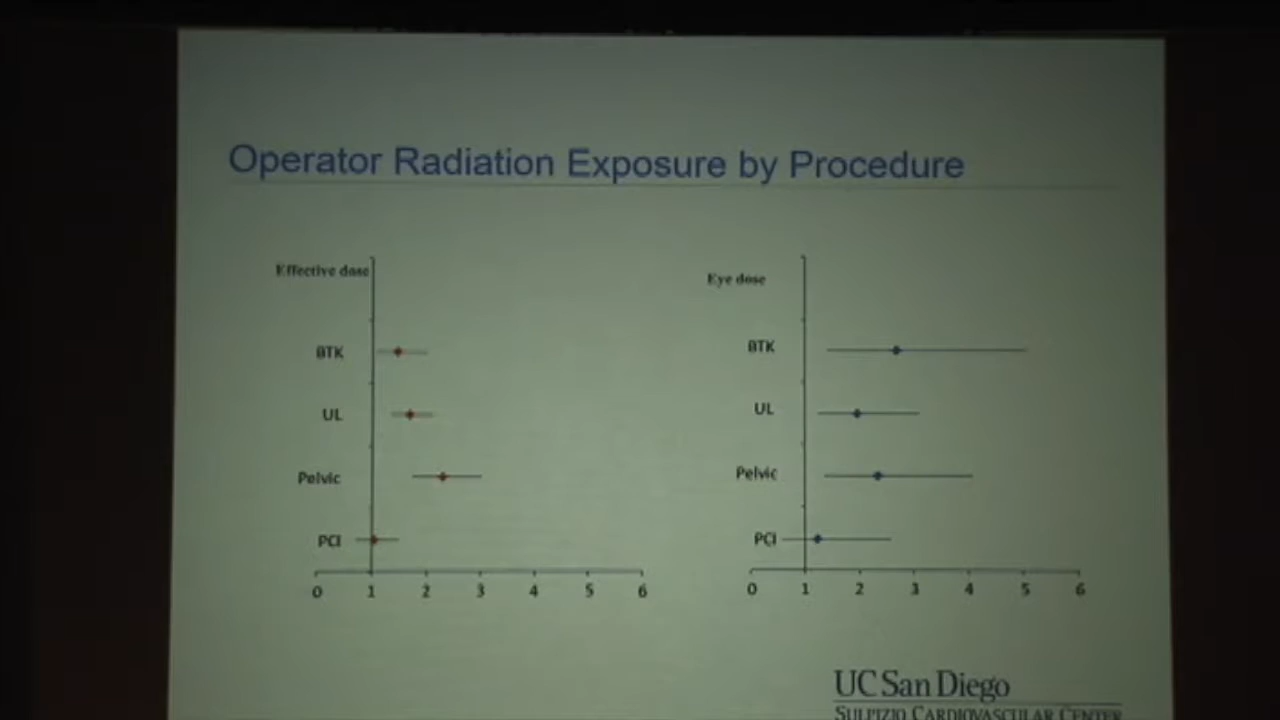 Operator Radiation Exposure by Procedure
Effective dose
BTK
UL
Pelvic
PCI
0 1 2 3 4 5 6
Eye dose
BTK
UL
Pelvic
PCI
0 1 2 3 4 5 6
UC San Diego
SULPIZIO CARDIOVASCULAR CENTER